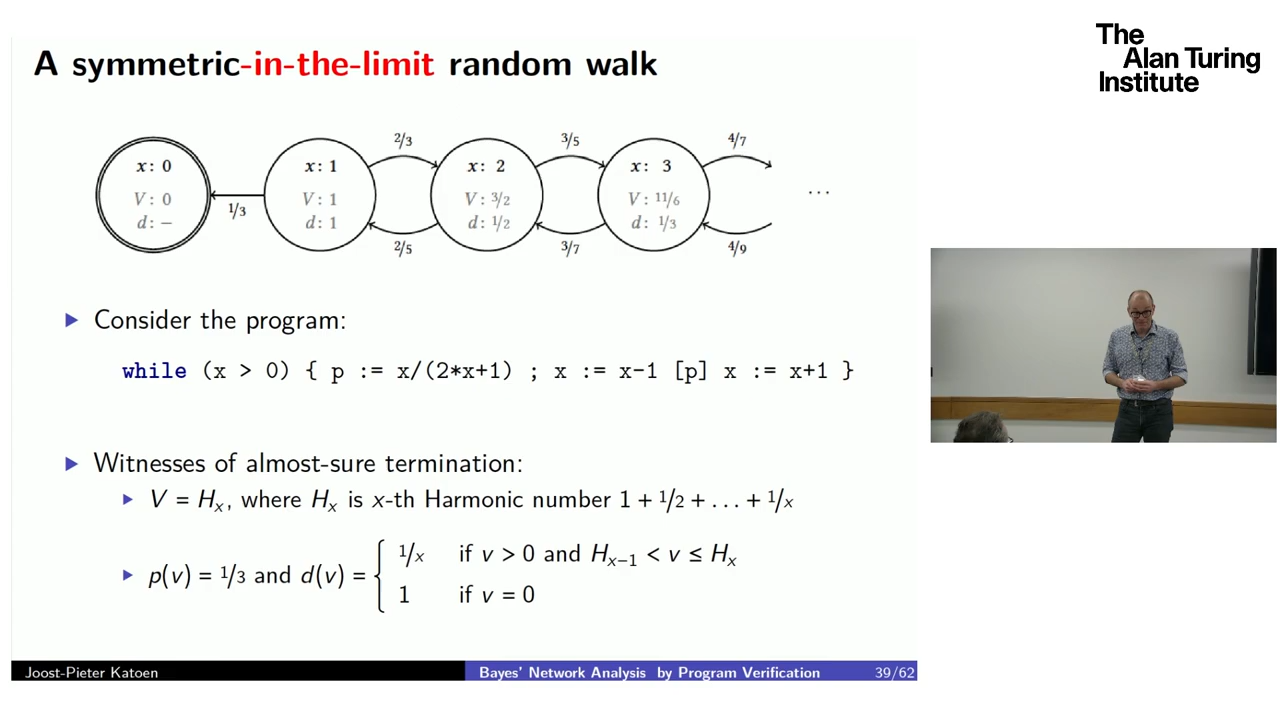 The
Alan Turing
Institute
A symmetric-in-the-limit random walk
2/3 3/5 4/7
x: 0 x: 1 x: 2 x: 3
V: 0 V: 1 V: 3/2 V: 11/6
d: – d: 1 d: 1/2 d: 1/3
...
1/3 2/5 3/7 4/9
▶ Consider the program:
while (x > 0) { p := x/(2*x+1) ; x := x-1 [p] x := x+1 }
▶ Witnesses of almost-sure termination:
▶ V = Hₓ, where Hₓ is x-th Harmonic number 1 + 1/2 + . . . + 1/x
▶ p(v) = 1/3 and d(v) = { 1/x if v > 0 and Hₓ₋₁ < v ≤ Hₓ
1 if v = 0
Joost-Pieter Katoen Bayes' Network Analysis by Program Verification 39/62